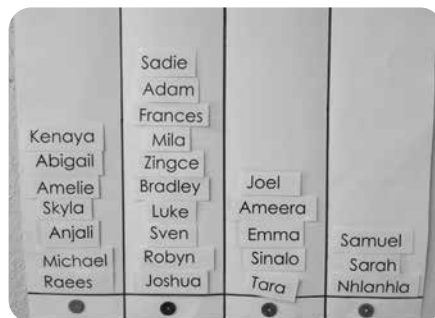 Kenaya
Abigail
Amelie
Skyla
Anjali
Michael
Raees
Sadie
Adam
Frances
Mila
Zingce
Bradley
Luke
Sven
Robyn
Joshua
Joel
Ameera
Emma
Sinalo
Tara
Samuel
Sarah
Nhlanhla